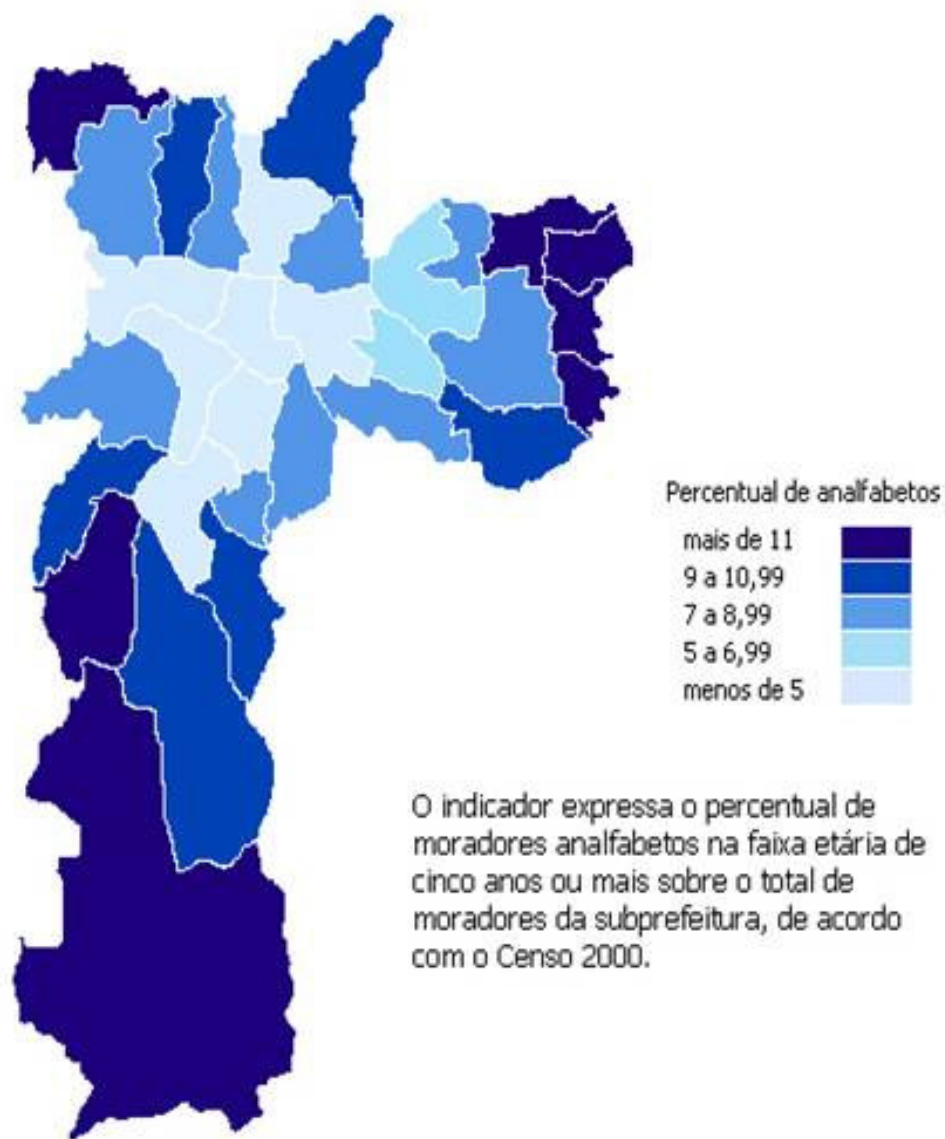 Percentual de analfabetos
mais de 11
9 a 10,99
7 a 8,99
5 a 6,99
menos de 5
O indicador expressa o percentual de
moradores analfabetos na faixa etária de
cinco anos ou mais sobre o total de
moradores da subprefeitura, de acordo
com o Censo 2000.